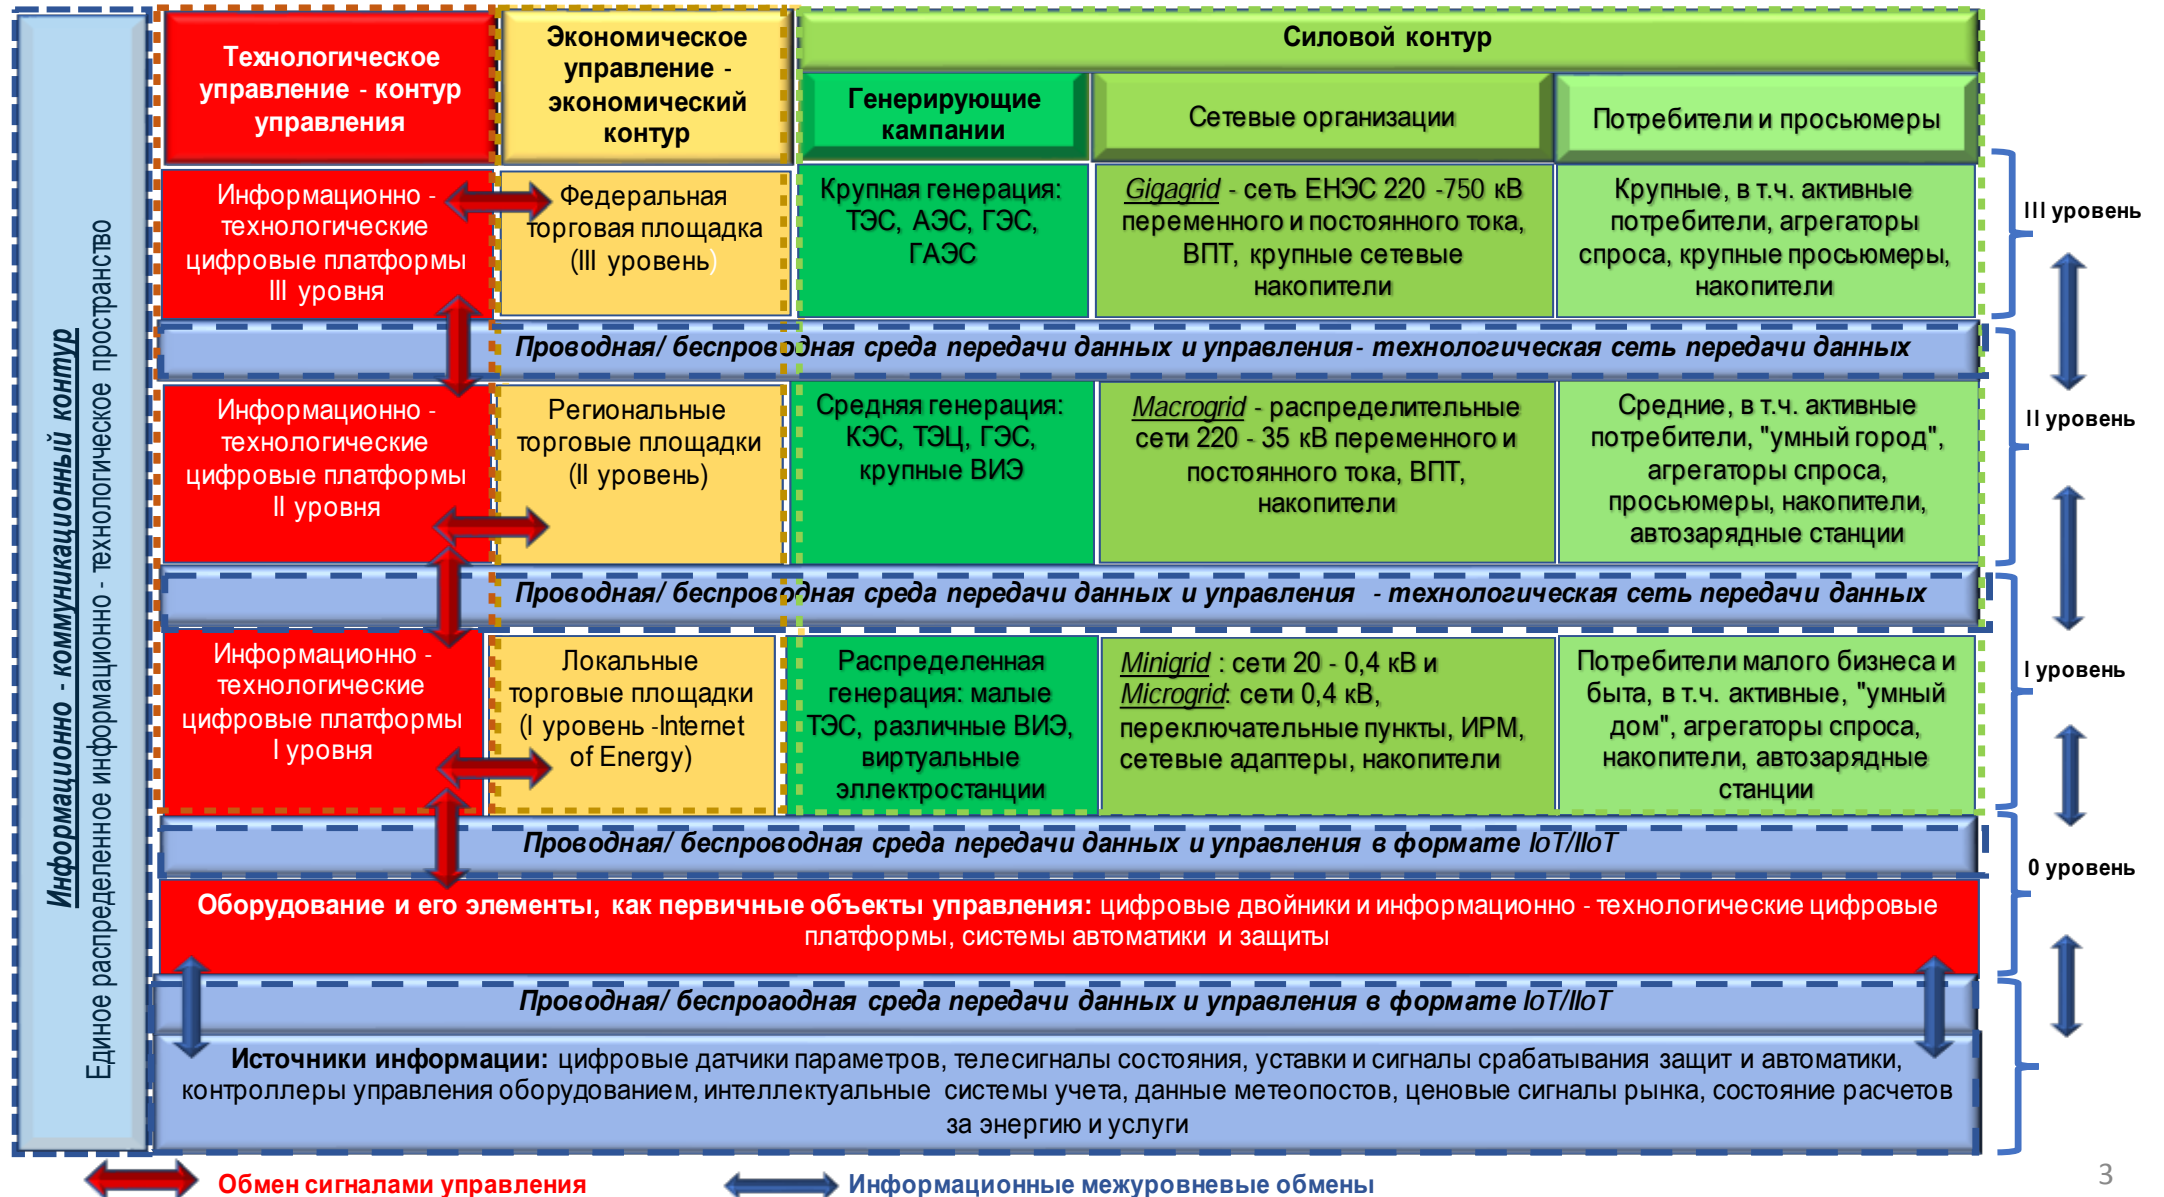 Информационно - коммуникационный контур
Единое распределенное информационно - технологическое пространство
Технологическое
управление - контур
управления
Экономическое
управление -
экономический
контур
Силовой контур
Генерирующие
кампании
Сетевые организации
Потребители и просьюмеры
Информационно -
технологические
цифровые платформы
III уровня
Федеральная
торговая площадка
(III уровень)
Крупная генерация:
ТЭС, АЭС, ГЭС,
ГАЭС
Gigagrid - сеть ЕНЭС 220 -750 кВ
переменного и постоянного тока,
ВПТ, крупные сетевые
накопители
Крупные, в т.ч. активные
потребители, агрегаторы
спроса, крупные просьюмеры,
накопители
III уровень
Проводная/ беспроводная среда передачи данных и управления- технологическая сеть передачи данных
Информационно -
технологические
цифровые платформы
II уровня
Региональные
торговые площадки
(II уровень)
Средняя генерация:
КЭС, ТЭЦ, ГЭС,
крупные ВИЭ
Macrogrid - распределительные
сети 220 - 35 кВ переменного и
постоянного тока, ВПТ,
накопители
Средние, в т.ч. активные
потребители, "умный город",
агрегаторы спроса,
просьюмеры, накопители,
автозарядные станции
II уровень
Проводная/ беспроводная среда передачи данных и управления - технологическая сеть передачи данных
Информационно -
технологические
цифровые платформы
I уровня
Локальные
торговые площадки
(I уровень -Internet
of Energy)
Распределенная
генерация: малые
ТЭС, различные ВИЭ,
виртуальные
эллектростанции
Minigrid : сети 20 - 0,4 кВ и
Microgrid: сети 0,4 кВ,
переключательные пункты, ИРМ,
сетевые адаптеры, накопители
Потребители малого бизнеса и
быта, в т.ч. активные, "умный
дом", агрегаторы спроса,
накопители, автозарядные
станции
I уровень
Проводная/ беспроводная среда передачи данных и управления в формате IoT/IIoT
0 уровень
Оборудование и его элементы, как первичные объекты управления: цифровые двойники и информационно - технологические цифровые
платформы, системы автоматики и защиты
Проводная/ беспроаодная среда передачи данных и управления в формате IoT/IIoT
Источники информации: цифровые датчики параметров, телесигналы состояния, уставки и сигналы срабатывания защит и автоматики,
контроллеры управления оборудованием, интеллектуальные системы учета, данные метеопостов, ценовые сигналы рынка, состояние расчетов
за энергию и услуги
Обмен сигналами управления
Информационные межуровневые обмены
3